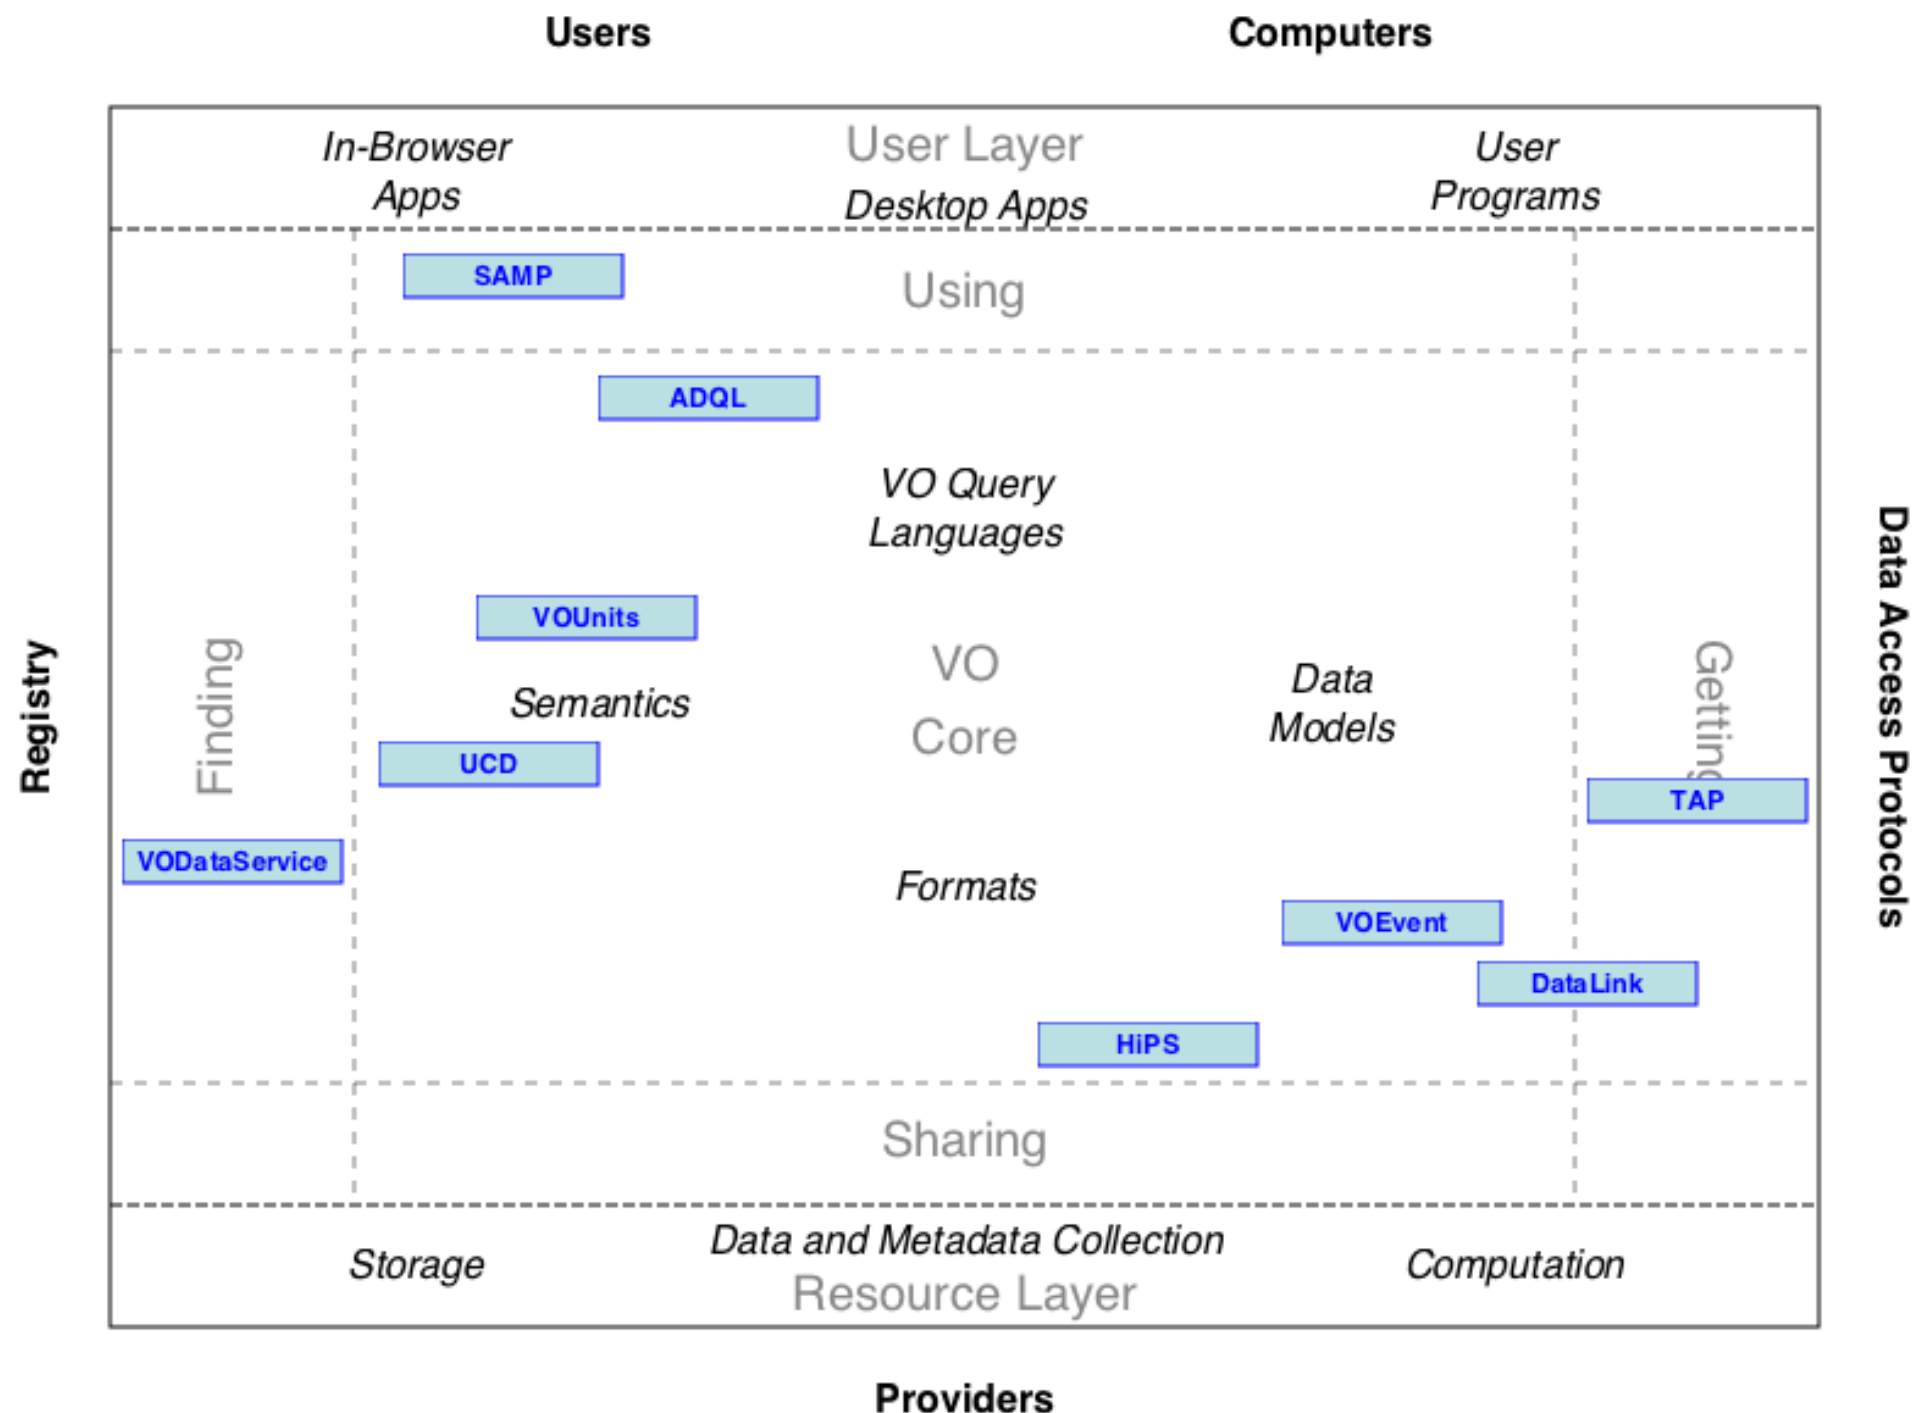 Users
Computers
In-Browser
Apps
User Layer
Desktop Apps
User
Programs
SAMP
Using
ADQL
VO Query
Languages
VOUnits
Semantics
UCD
VO
Core
Data
Models
Registry
Finding
Getting
Data Access Protocols
TAP
VODataService
Formats
VOEvent
DataLink
HiPS
Sharing
Storage
Data and Metadata Collection
Computation
Resource Layer
Providers